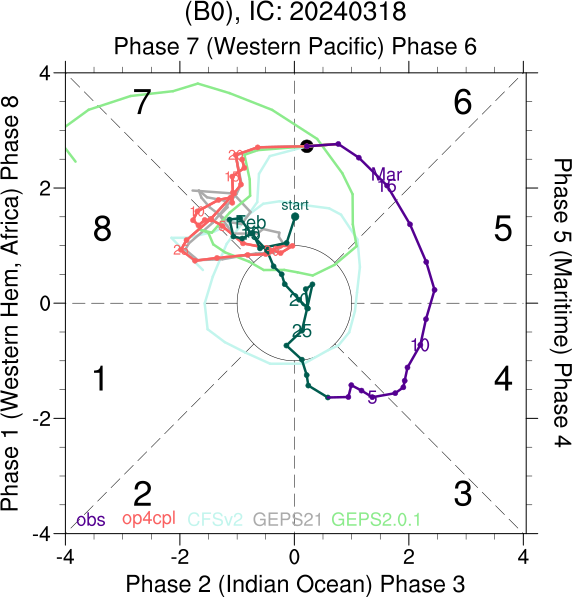 (B0), IC: 20240318
Phase 7 (Western Pacific) Phase 6
Phase 1 (Western Hem, Africa) Phase 8
Phase 5 (Maritime) Phase 4
4
2
0
-2
-4
7
6
8
5
1
4
2
3
Mar
15
start
Feb
20
25
10
5
obs op4cpl CFSv2 GEPS21 GEPS2.0.1
-4 -2 0 2 4
Phase 2 (Indian Ocean) Phase 3